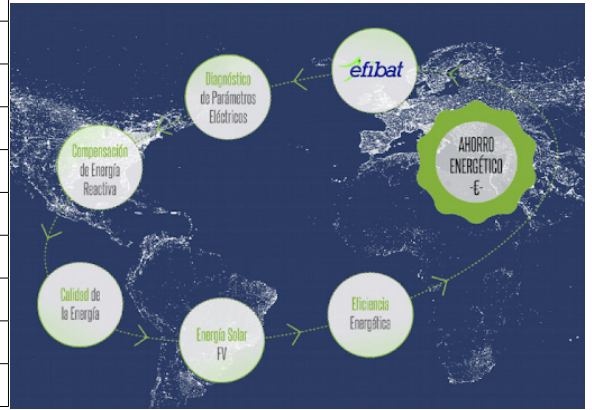 efibat
Diagnóstico
de Parámetros
Eléctricos
Compensación
de Energía
Reactiva
Calidad de
la Energía
Energía Solar
FV
Eficiencia
Energética
AHORRO
ENERGÉTICO
-€-